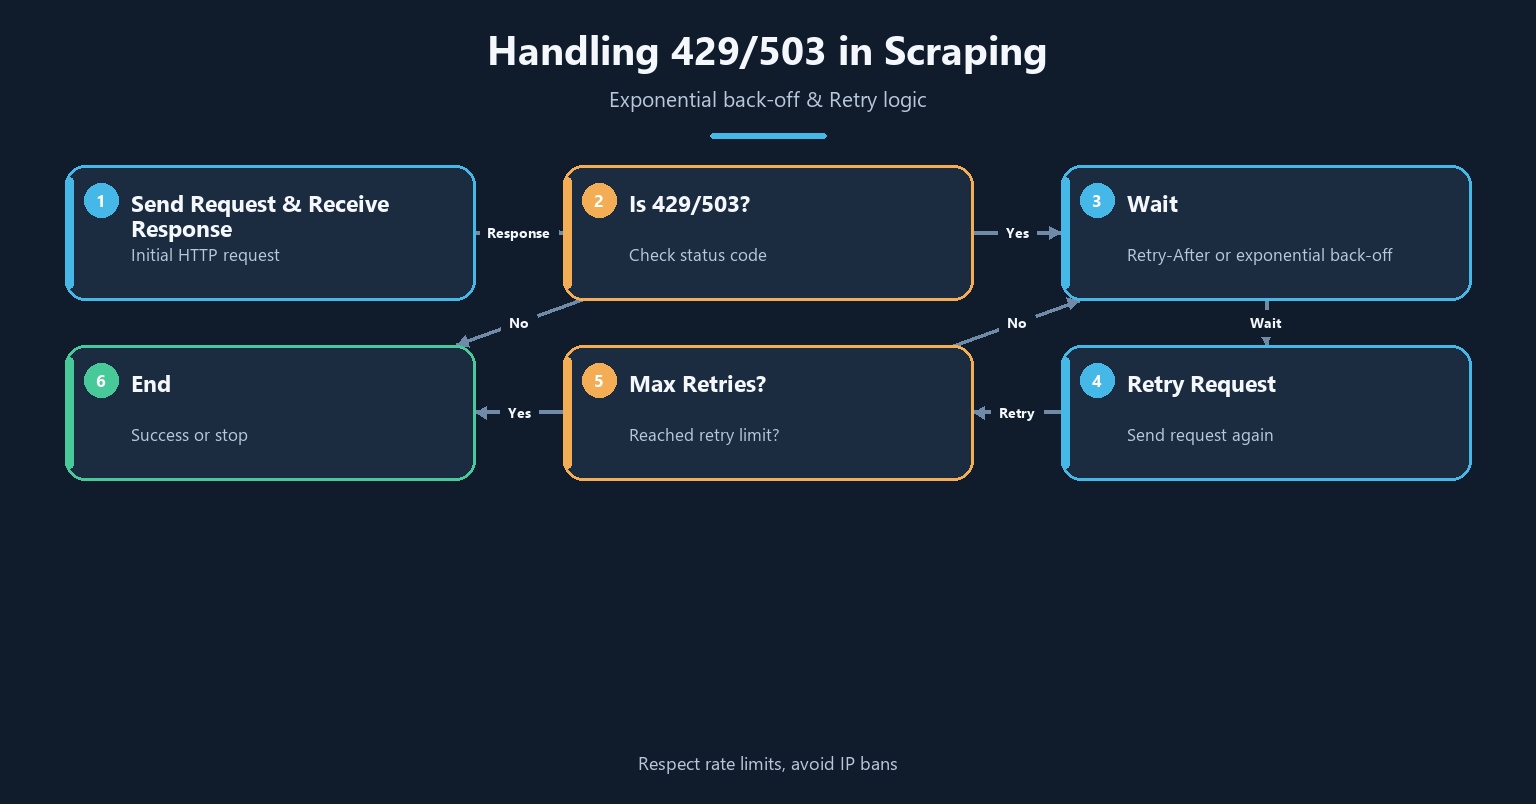 Handling 429/503 in Scraping
Exponential back-off & Retry logic
1
Send Request & Receive
Response
Initial HTTP request
Response
2
Is 429/503?
Check status code
Yes
3
Wait
Retry-After or exponential back-off
No
No
Wait
6
End
Success or stop
Yes
5
Max Retries?
Reached retry limit?
Retry
4
Retry Request
Send request again
Respect rate limits, avoid IP bans